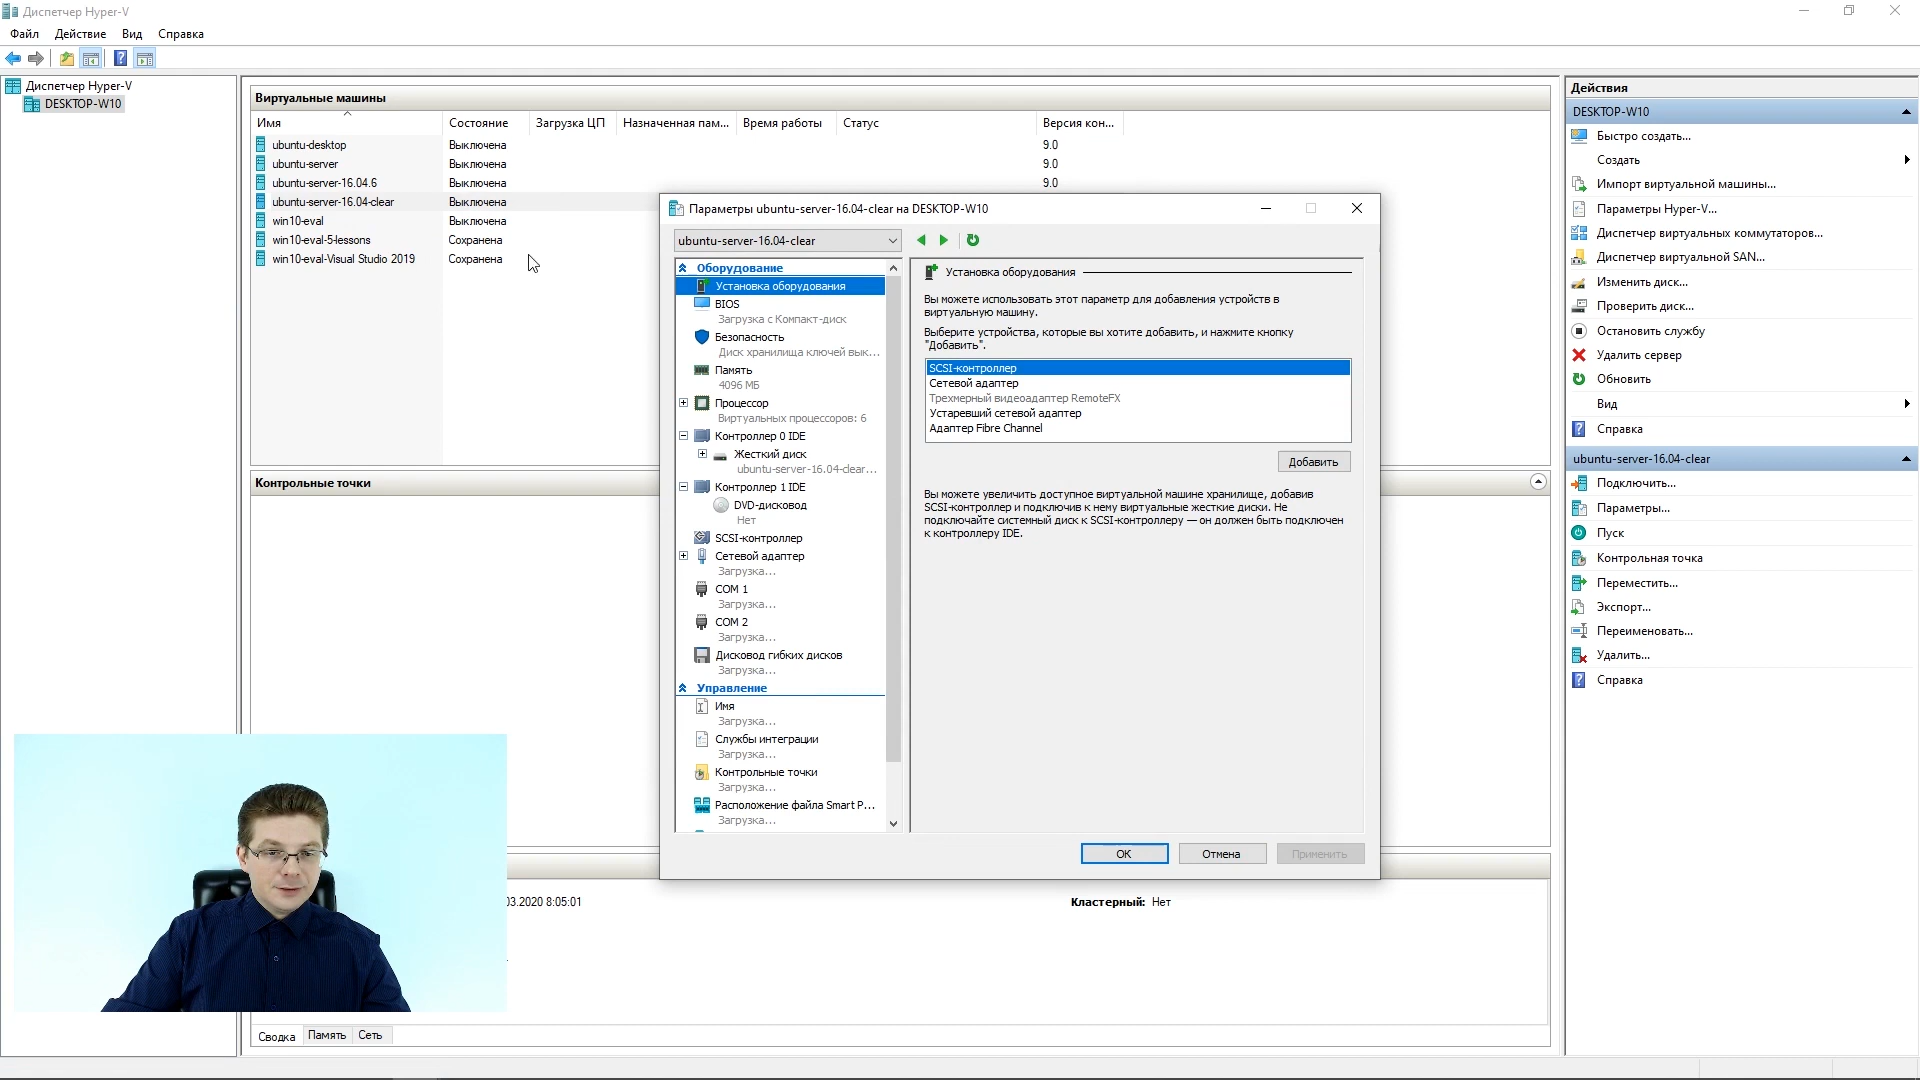 Диспетчер Hyper-V
Файл Действие Вид Справка
Диспетчер Hyper-V
DESKTOP-W10
Виртуальные машины
Имя Состояние Загрузка ЦП Назначенная пам... Время работы Статус Версия кон...
ubuntu-desktop Выключена 9.0
ubuntu-server Выключена 9.0
ubuntu-server-16.04.6 Выключена 9.0
ubuntu-server-16.04-clear Выключена
win10-eval Выключена
win10-eval-5-lessons Сохранена
win10-eval-Visual Studio 2019 Сохранена
Контрольные точки
03.2020 8:05:01
Кластерный: Нет
Сводка Память Сеть
Параметры ubuntu-server-16.04-clear на DESKTOP-W10
ubuntu-server-16.04-clear
Оборудование
Установка оборудования
BIOS
Загрузка с Компакт-диск
Безопасность
Диск хранилища ключей вык...
Память
4096 МБ
Процессор
Виртуальных процессоров: 6
Контроллер 0 IDE
Жесткий диск
ubuntu-server-16.04-clear...
Контроллер 1 IDE
DVD-дисковод
Нет
SCSI-контроллер
Сетевой адаптер
Загрузка...
COM 1
Загрузка...
COM 2
Загрузка...
Дисковод гибких дисков
Загрузка...
Управление
Имя
Загрузка...
Службы интеграции
Загрузка...
Контрольные точки
Загрузка...
Расположение файла Smart P...
Загрузка...
Установка оборудования
Вы можете использовать этот параметр для добавления устройств в
виртуальную машину.
Выберите устройства, которые вы хотите добавить, и нажмите кнопку
"Добавить".
SCSI-контроллер
Сетевой адаптер
Трехмерный видеоадаптер RemoteFX
Устаревший сетевой адаптер
Адаптер Fibre Channel
Добавить
Вы можете увеличить доступное виртуальной машине хранилище, добавив
SCSI-контроллер и подключив к нему виртуальные жесткие диски. Не
подключайте системный диск к SCSI-контроллеру — он должен быть подключен
к контроллеру IDE.
ОК Отмена Применить
Действия
DESKTOP-W10
Быстро создать...
Создать
Импорт виртуальной машины...
Параметры Hyper-V...
Диспетчер виртуальных коммутаторов...
Диспетчер виртуальной SAN...
Изменить диск...
Проверить диск...
Остановить службу
Удалить сервер
Обновить
Вид
Справка
ubuntu-server-16.04-clear
Подключить...
Параметры...
Пуск
Контрольная точка
Переместить...
Экспорт...
Переименовать...
Удалить...
Справка